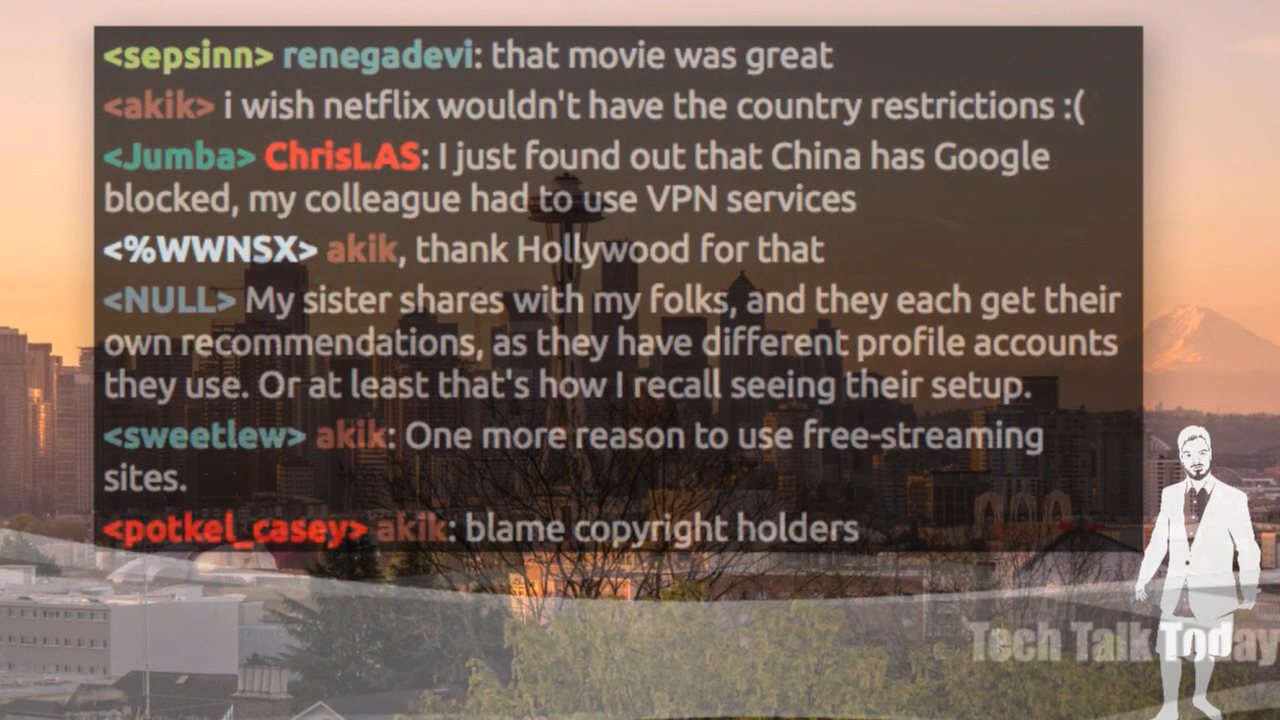 <sepsinn> renegadevi: that movie was great
<akik> i wish netflix wouldn't have the country restrictions :(
<Jumba> ChrisLAS: I just found out that China has Google
blocked, my colleague had to use VPN services
<%WWNSX> akik, thank Hollywood for that
<NULL> My sister shares with my folks, and they each get their
own recommendations, as they have different profile accounts
they use. Or at least that's how I recall seeing their setup.
<sweetlew> akik: One more reason to use free-streaming
sites.
<potkel_casey> akik: blame copyright holders
Tech Talk Today